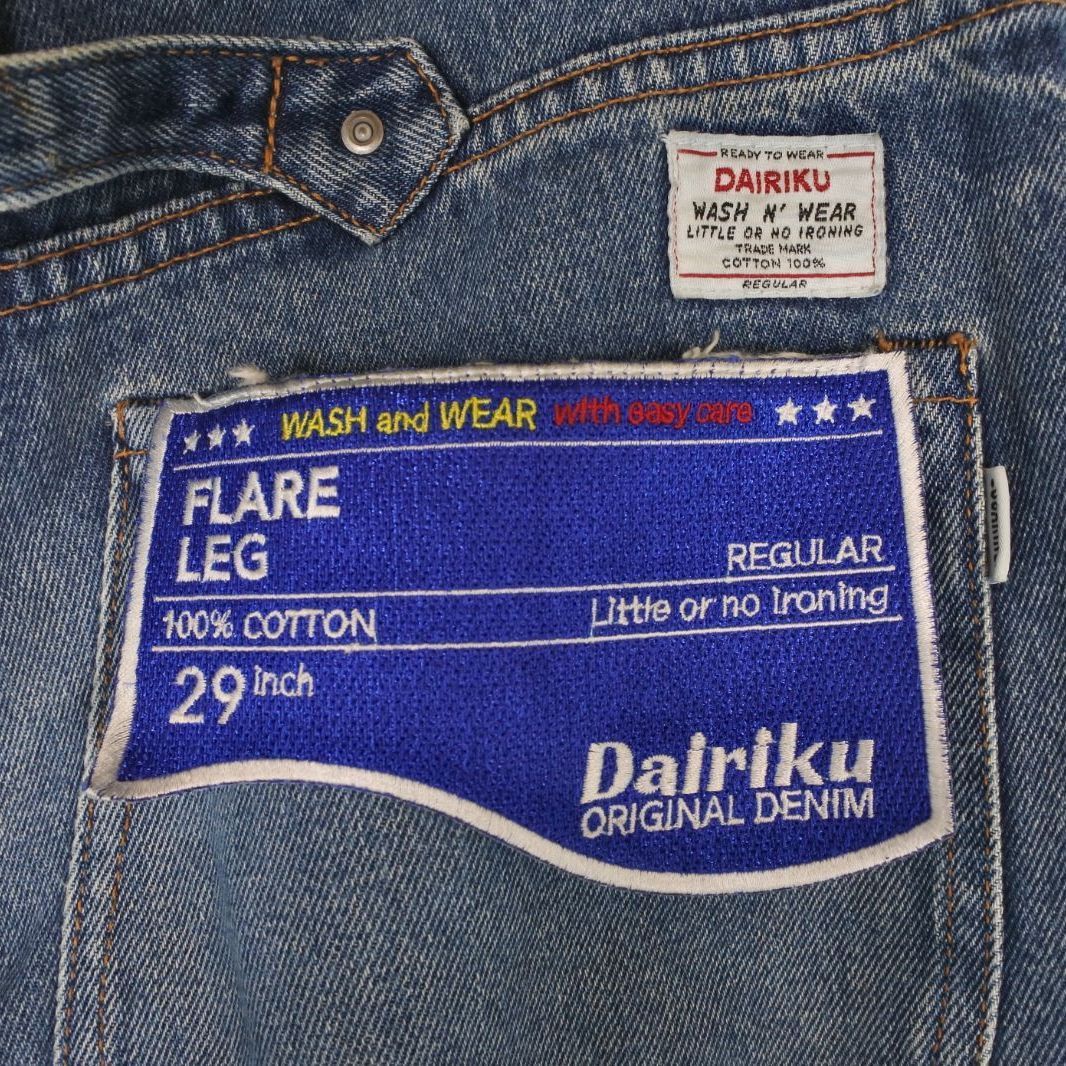 READY TO WEAR
DAIRIKU
WASH N' WEAR
LITTLE OR NO IRONING
TRADE MARK
COTTON 100%
REGULAR
WASH and WEAR with easy care
FLARE
LEG
REGULAR
100% COTTON
Little or no Ironing
29 inch
Dairiku
ORIGINAL DENIM